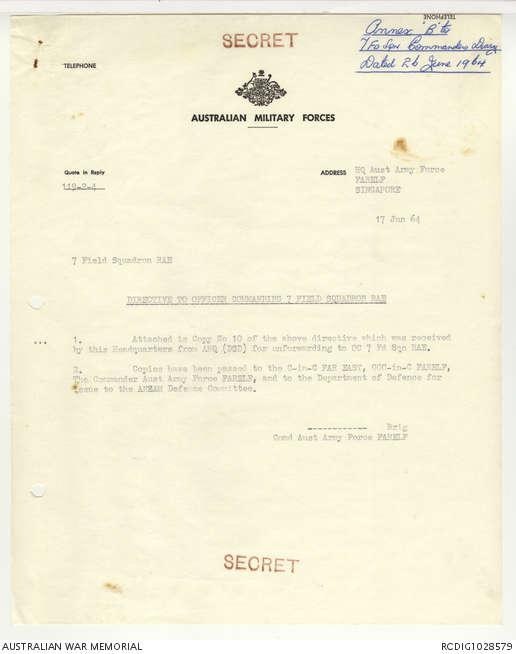 SECRET
TELEPHONE
Annex 'B' to
7 Fd Sqn Commanders Diary
Dated 26 June 1964
TELEPHONE
AUSTRALIAN MILITARY FORCES
Quote in Reply
119-2-4
ADDRESS HQ Aust Army Force
FARELF
SINGAPORE
17 Jun 64
7 Field Squadron RAE
DIRECTIVE TO OFFICER COMMANDING 7 FIELD SQUADRON RAE
1. Attached is Copy No 10 of the above directive which was received
by this Headquarters from AHQ (DSD) for onforwarding to OC 7 Fd Sqn RAE.
2. Copies have been passed to the C-in-C FAR EAST, GOC-in-C FARELF,
The Commander Aust Army Force FARELF, and to the Department of Defence for
issue to the ANZAM Defence Committee.
------------ Brig
Comd Aust Army Force FARELF
SECRET
AUSTRALIAN WAR MEMORIAL
RCDIG1028579